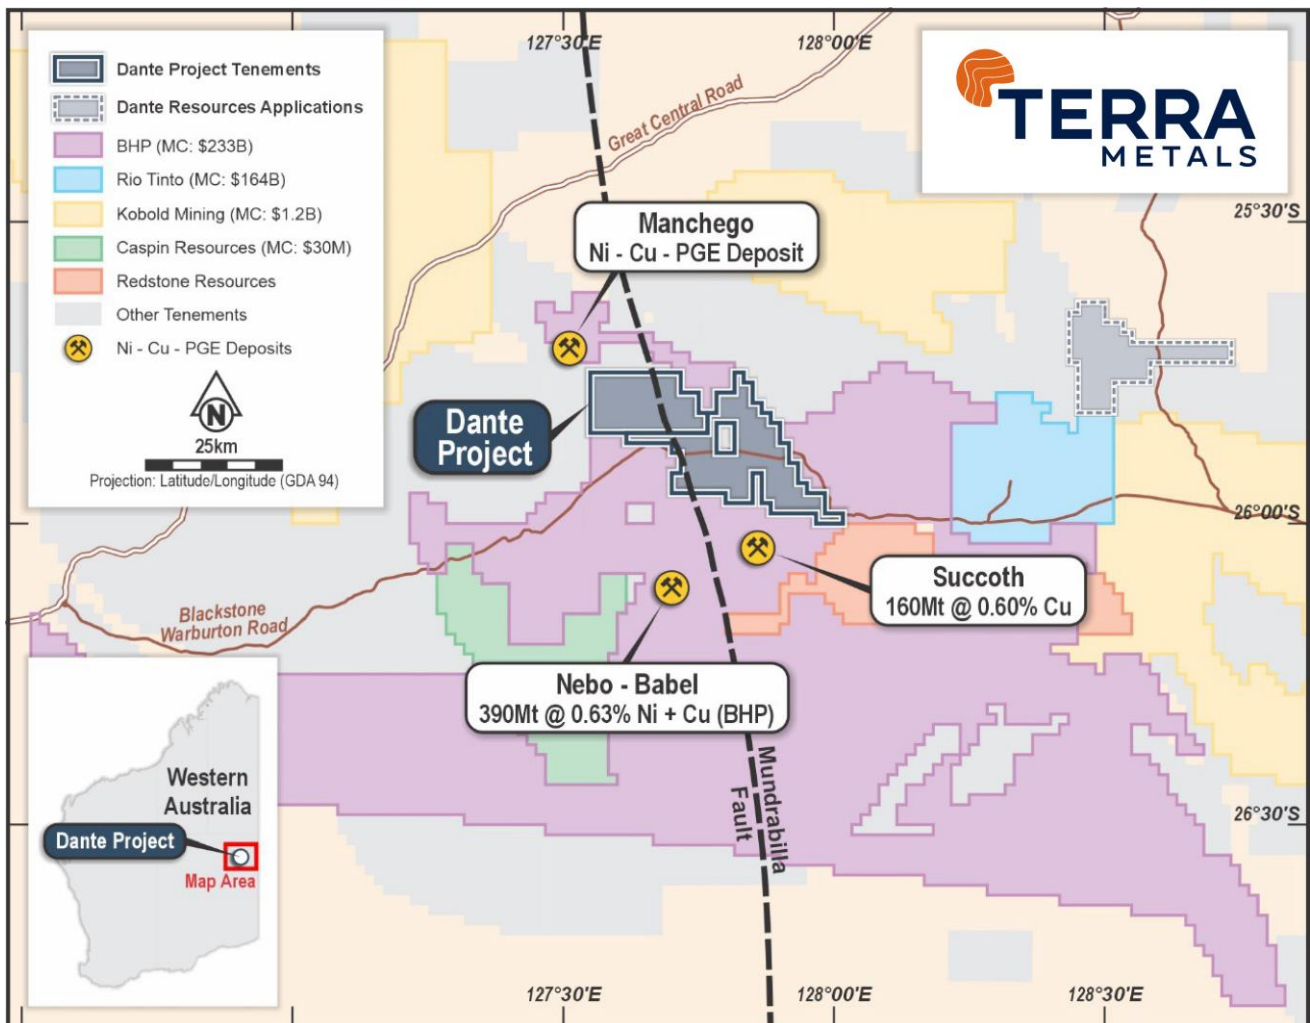 127°30'E
128°00'E
Dante Project Tenements
Dante Resources Applications
BHP (MC: $233B)
Rio Tinto (MC: $164B)
Kobold Mining (MC: $1.2B)
Caspin Resources (MC: $30M)
Redstone Resources
Other Tenements
Ni - Cu - PGE Deposits
N
25km
Projection: Latitude/Longitude (GDA 94)
Great Central Road
TERRA
METALS
25°30'S
Manchego
Ni - Cu - PGE Deposit
Dante
Project
26°00'S
Succoth
160Mt @ 0.60% Cu
Blackstone
Warburton Road
Nebo - Babel
390Mt @ 0.63% Ni + Cu (BHP)
Mundrabilla
Fault
26°30'S
Western
Australia
Dante Project
Map Area
127°30'E
128°00'E
128°30'E